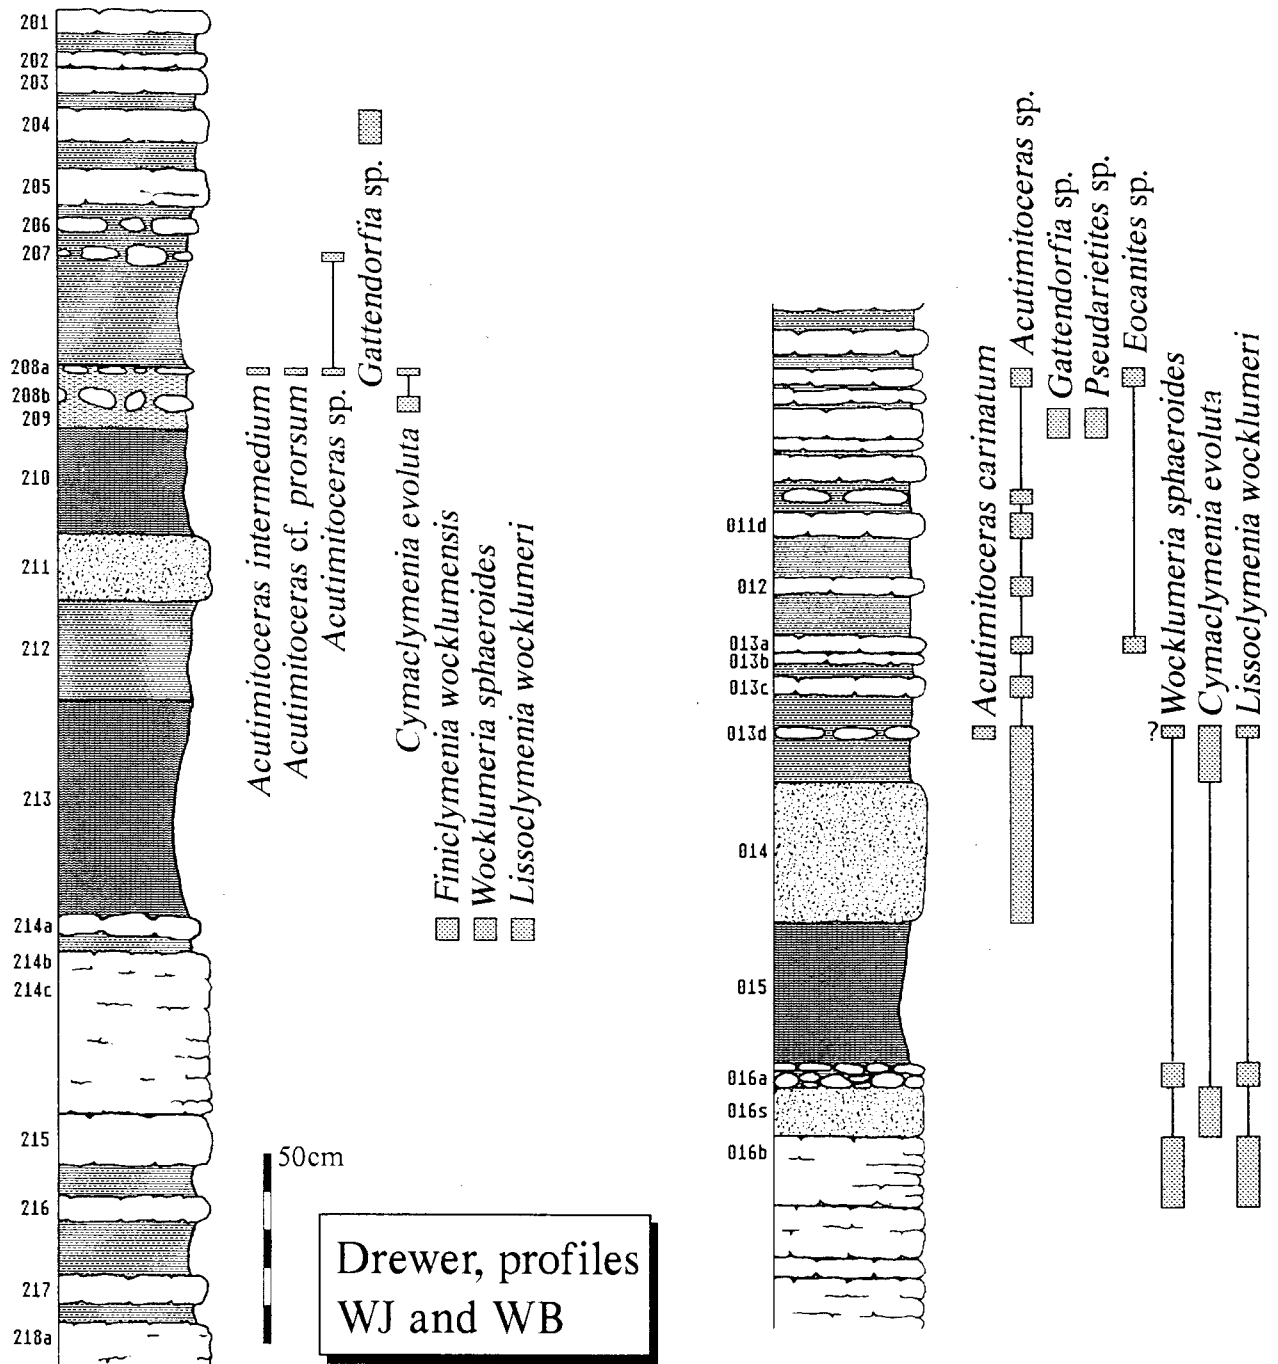 201
202
203
204
205
206
207
208a
208b
209
210
211
212
213
214a
214b
214c
215
216
217
218a
Acutimitoceras intermedium
Acutimitoceras cf. prorsum
Acutimitoceras sp.
Gattendorfia sp.
Cymaclymenia evoluta
Finiclymenia wocklumensis
Wocklumeria sphaeroides
Lissoclymenia wocklumeri
50cm
Drewer, profiles
WJ and WB
011d
012
013a
013b
013c
013d
014
015
016a
016s
016b
Acutimitoceras carinatum
Acutimitoceras sp.
Gattendorfia sp.
Pseudarietites sp.
Eocanites sp.
?
Wocklumeria sphaeroides
Cymaclymenia evoluta
Lissoclymenia wocklumeri